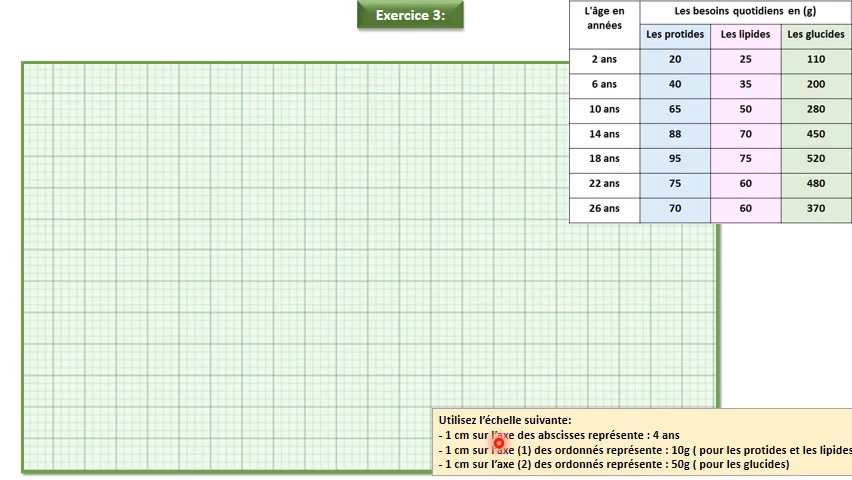 Exercice 3:
L'âge en années | Les besoins quotidiens en (g)
Les protides | Les lipides | Les glucides
2 ans | 20 | 25 | 110
6 ans | 40 | 35 | 200
10 ans | 65 | 50 | 280
14 ans | 88 | 70 | 450
18 ans | 95 | 75 | 520
22 ans | 75 | 60 | 480
26 ans | 70 | 60 | 370
Utilisez l'échelle suivante:
- 1 cm sur l'axe des abscisses représente : 4 ans
- 1 cm sur l'axe (1) des ordonnés représente : 10g ( pour les protides et les lipides
- 1 cm sur l'axe (2) des ordonnés représente : 50g ( pour les glucides)